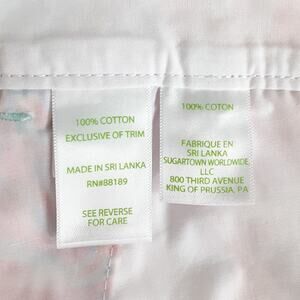 100% COTTON
EXCLUSIVE OF TRIM
MADE IN SRI LANKA
RN#88189
SEE REVERSE
FOR CARE
100% COTON
FABRIQUE EN
SRI LANKA
SUGARTOWN WORLDWIDE,
LLC
800 THIRD AVENUE
KING OF PRUSSIA, PA